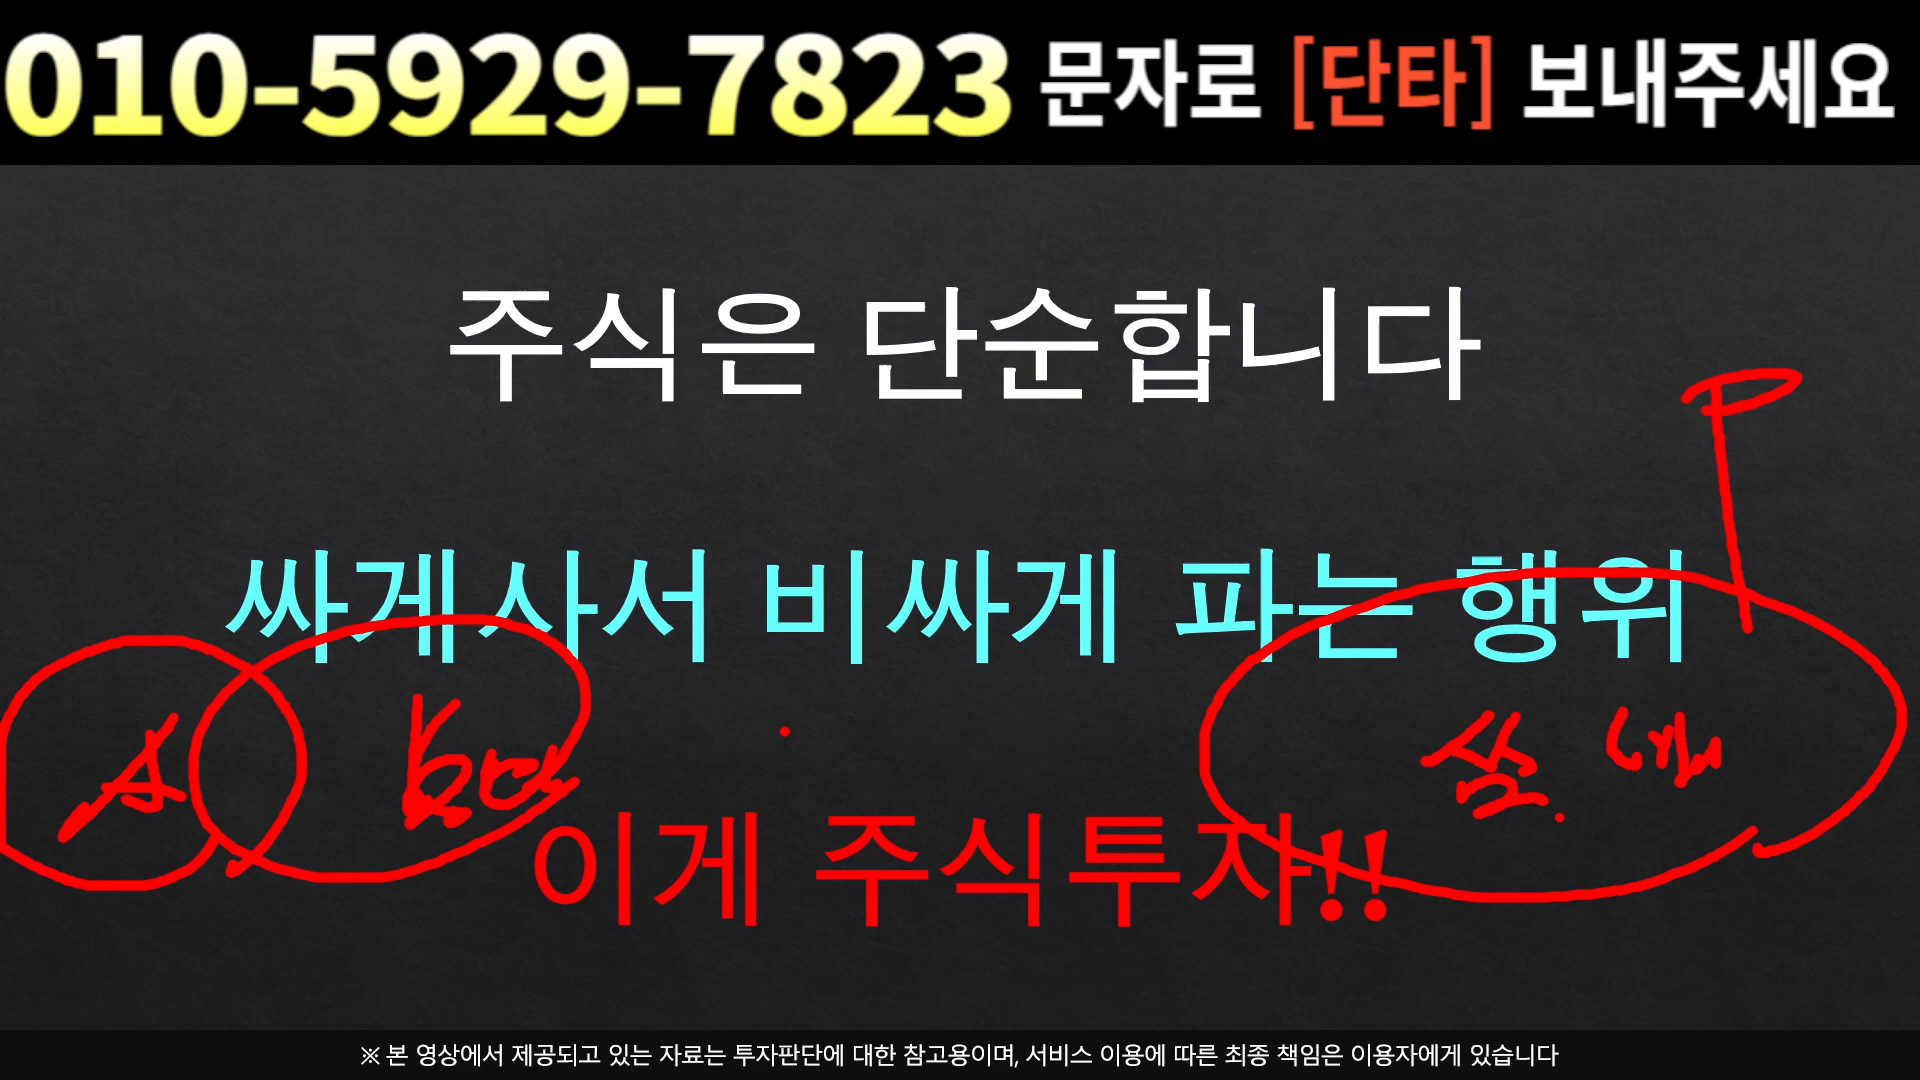 010-5929-7823 문자로 [단타] 보내주세요
주식은 단순합니다
싸게사서 비싸게 파는 행위
쌀 때
이게 주식투자!!
※ 본 영상에서 제공되고 있는 자료는 투자판단에 대한 참고용이며, 서비스 이용에 따른 최종 책임은 이용자에게 있습니다